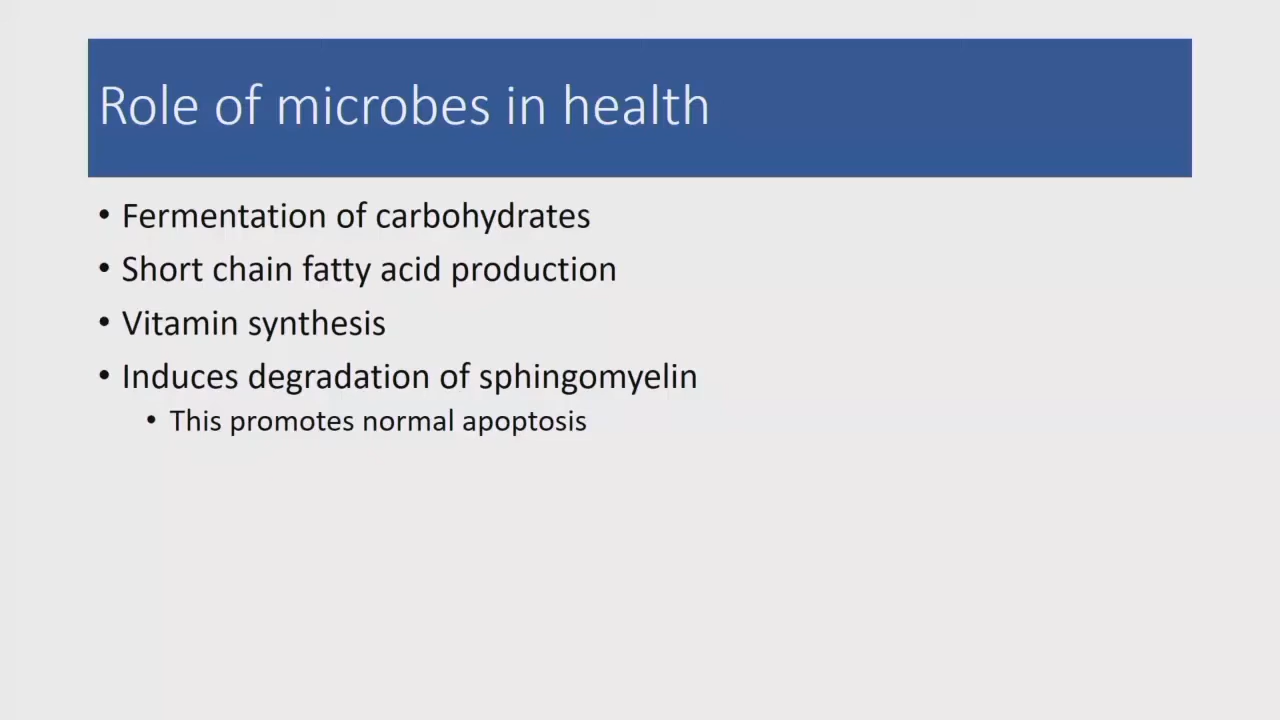 Role of microbes in health
• Fermentation of carbohydrates
• Short chain fatty acid production
• Vitamin synthesis
• Induces degradation of sphingomyelin
• This promotes normal apoptosis